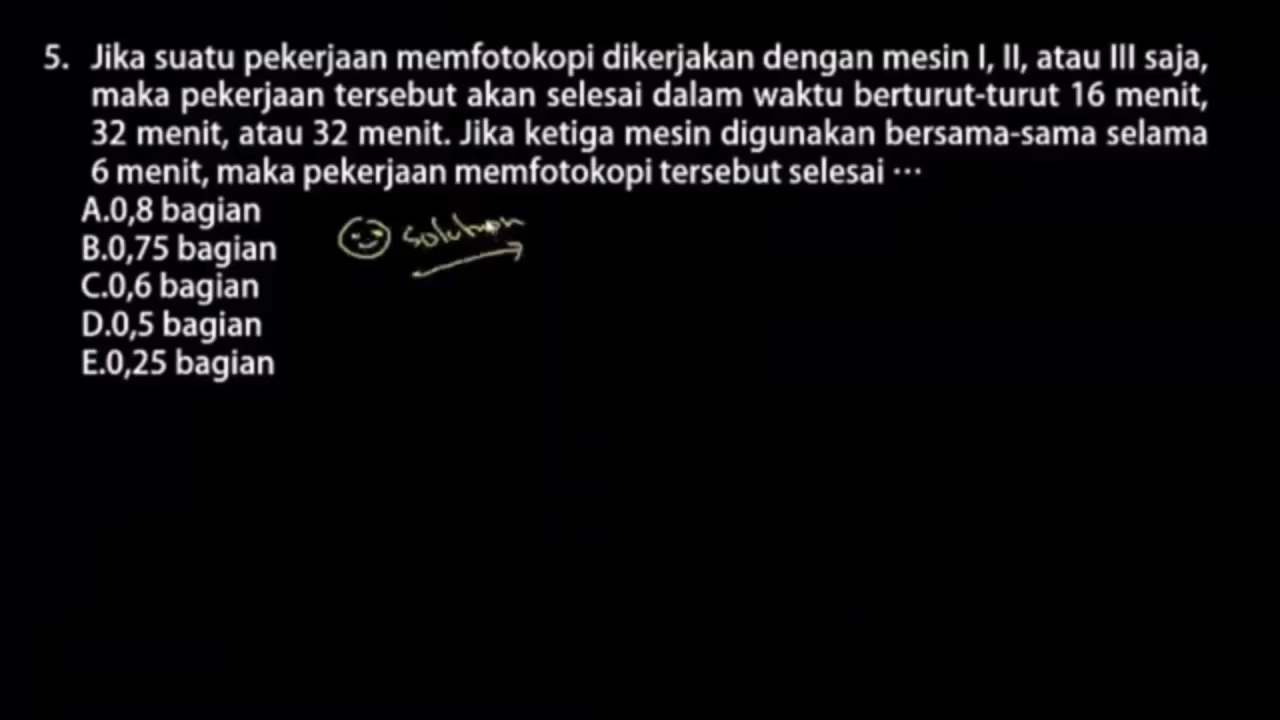 5. Jika suatu pekerjaan memfotokopi dikerjakan dengan mesin I, II, atau III saja,
maka pekerjaan tersebut akan selesai dalam waktu berturut-turut 16 menit,
32 menit, atau 32 menit. Jika ketiga mesin digunakan bersama-sama selama
6 menit, maka pekerjaan memfotokopi tersebut selesai ⋯
A.0,8 bagian
B.0,75 bagian
solution
C.0,6 bagian
D.0,5 bagian
E.0,25 bagian